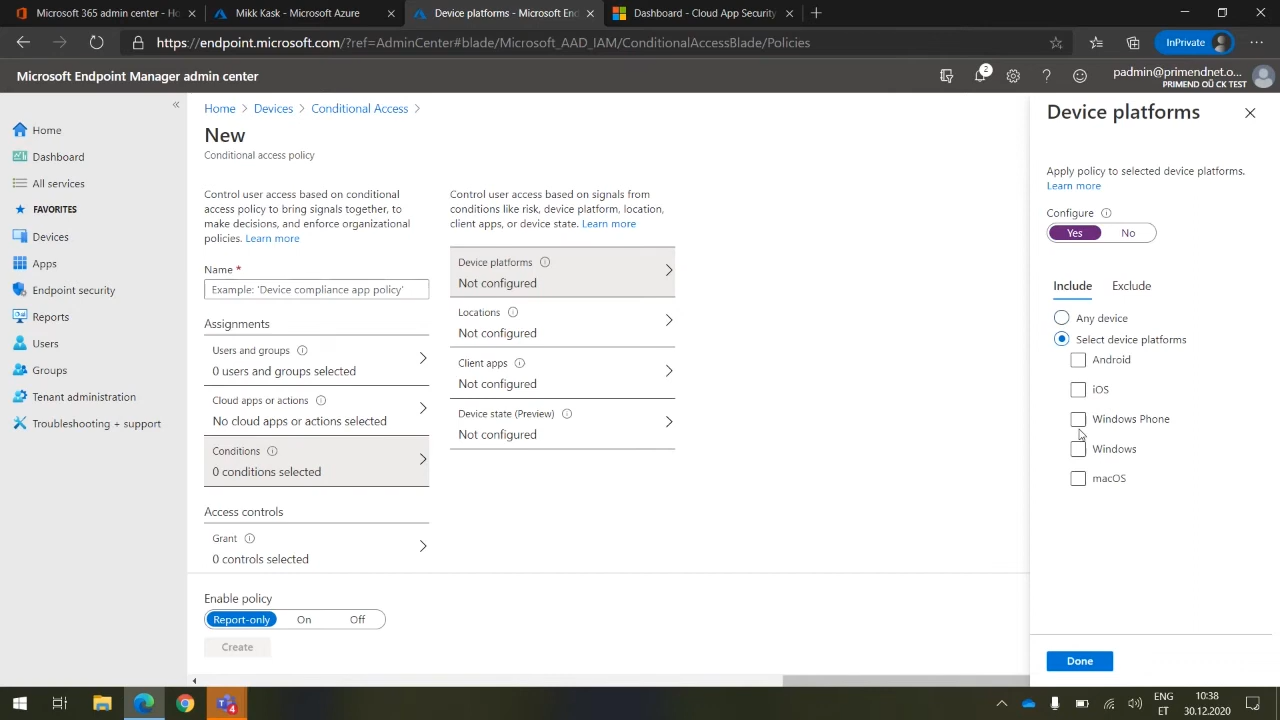 Microsoft 365 admin center - Ho
Mikk Kask - Microsoft Azure
Device platforms - Microsoft End
Dashboard - Cloud App Security
https://endpoint.microsoft.com/?ref=AdminCenter#blade/Microsoft_AAD_IAM/ConditionalAccessBlade/Policies
InPrivate
Microsoft Endpoint Manager admin center
2
padmin@primendnet.o...
PRIMEND OÜ CK TEST
Home
Dashboard
All services
FAVORITES
Devices
Apps
Endpoint security
Reports
Users
Groups
Tenant administration
Troubleshooting + support
Home > Devices > Conditional Access >
New
Conditional access policy
Control user access based on conditional
access policy to bring signals together, to
make decisions, and enforce organizational
policies. Learn more
Name *
Example: 'Device compliance app policy'
Assignments
Users and groups
0 users and groups selected
Cloud apps or actions
No cloud apps or actions selected
Conditions
0 conditions selected
Access controls
Grant
0 controls selected
Enable policy
Report-only On Off
Create
Control user access based on signals from
conditions like risk, device platform, location,
client apps, or device state. Learn more
Device platforms
Not configured
Locations
Not configured
Client apps
Not configured
Device state (Preview)
Not configured
Device platforms
Apply policy to selected device platforms.
Learn more
Configure
Yes No
Include Exclude
Any device
Select device platforms
Android
iOS
Windows Phone
Windows
macOS
Done
4
ENG
ET
10:38
30.12.2020